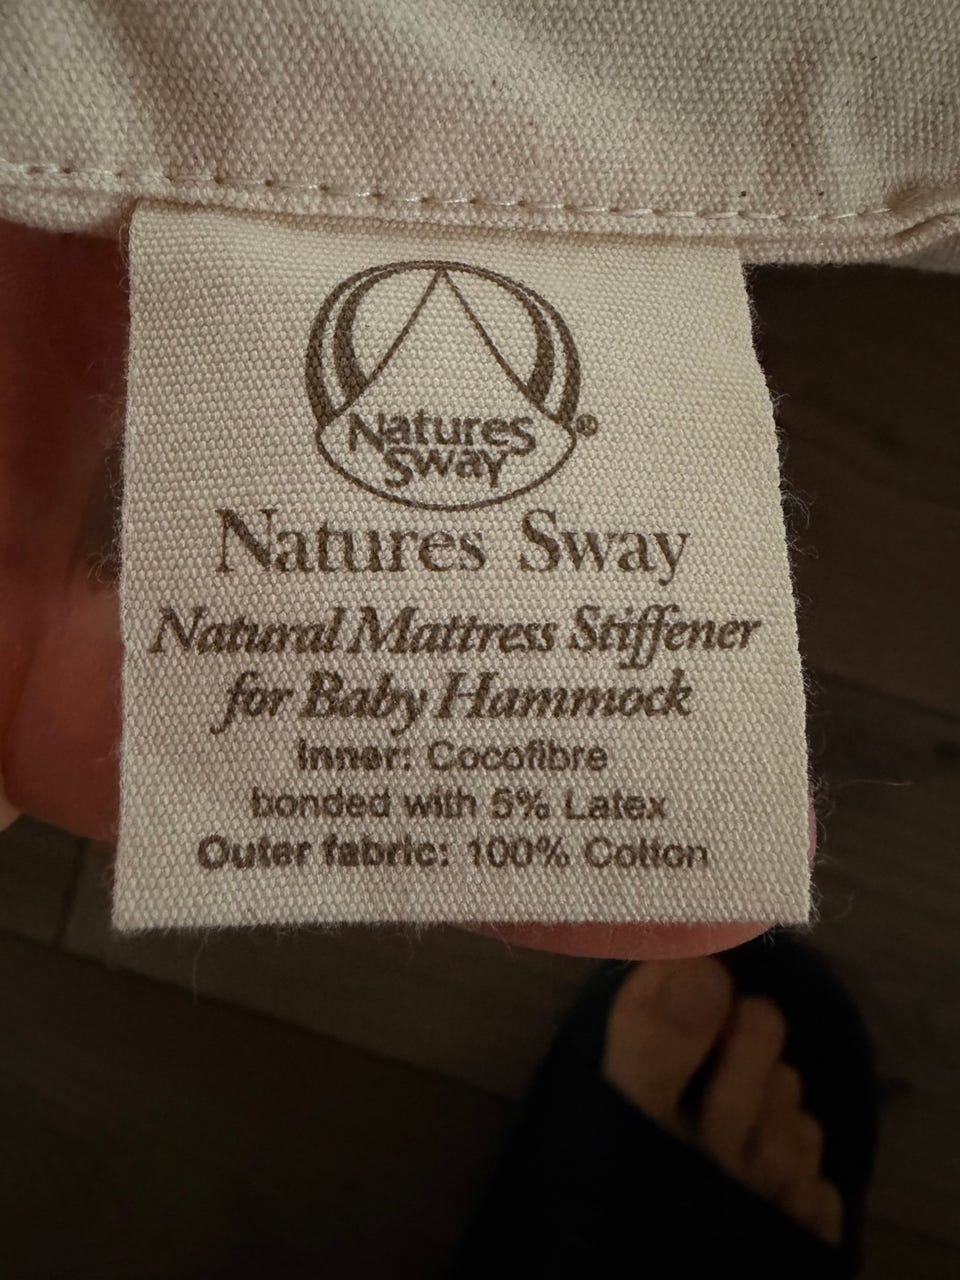 Natures
Sway®
Natures Sway
Natural Mattress Stiffener
for Baby Hammock
Inner: Cocofibre
bonded with 5% Latex
Outer fabric: 100% Cotton